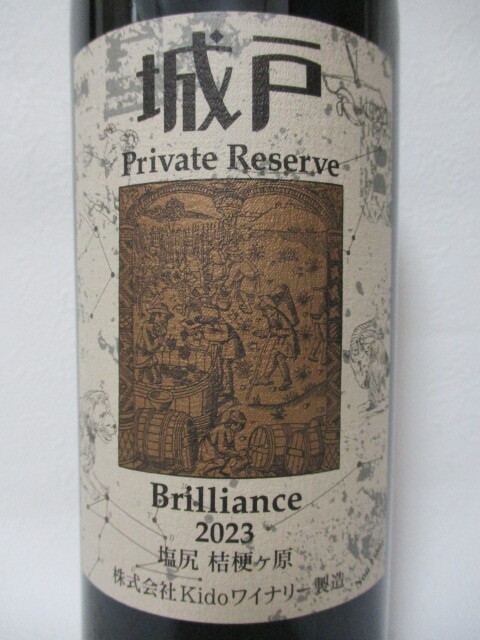 城戸
Private Reserve
Brilliance
2023
塩尻 桔梗ヶ原
株式会社Kidoワイナリー製造